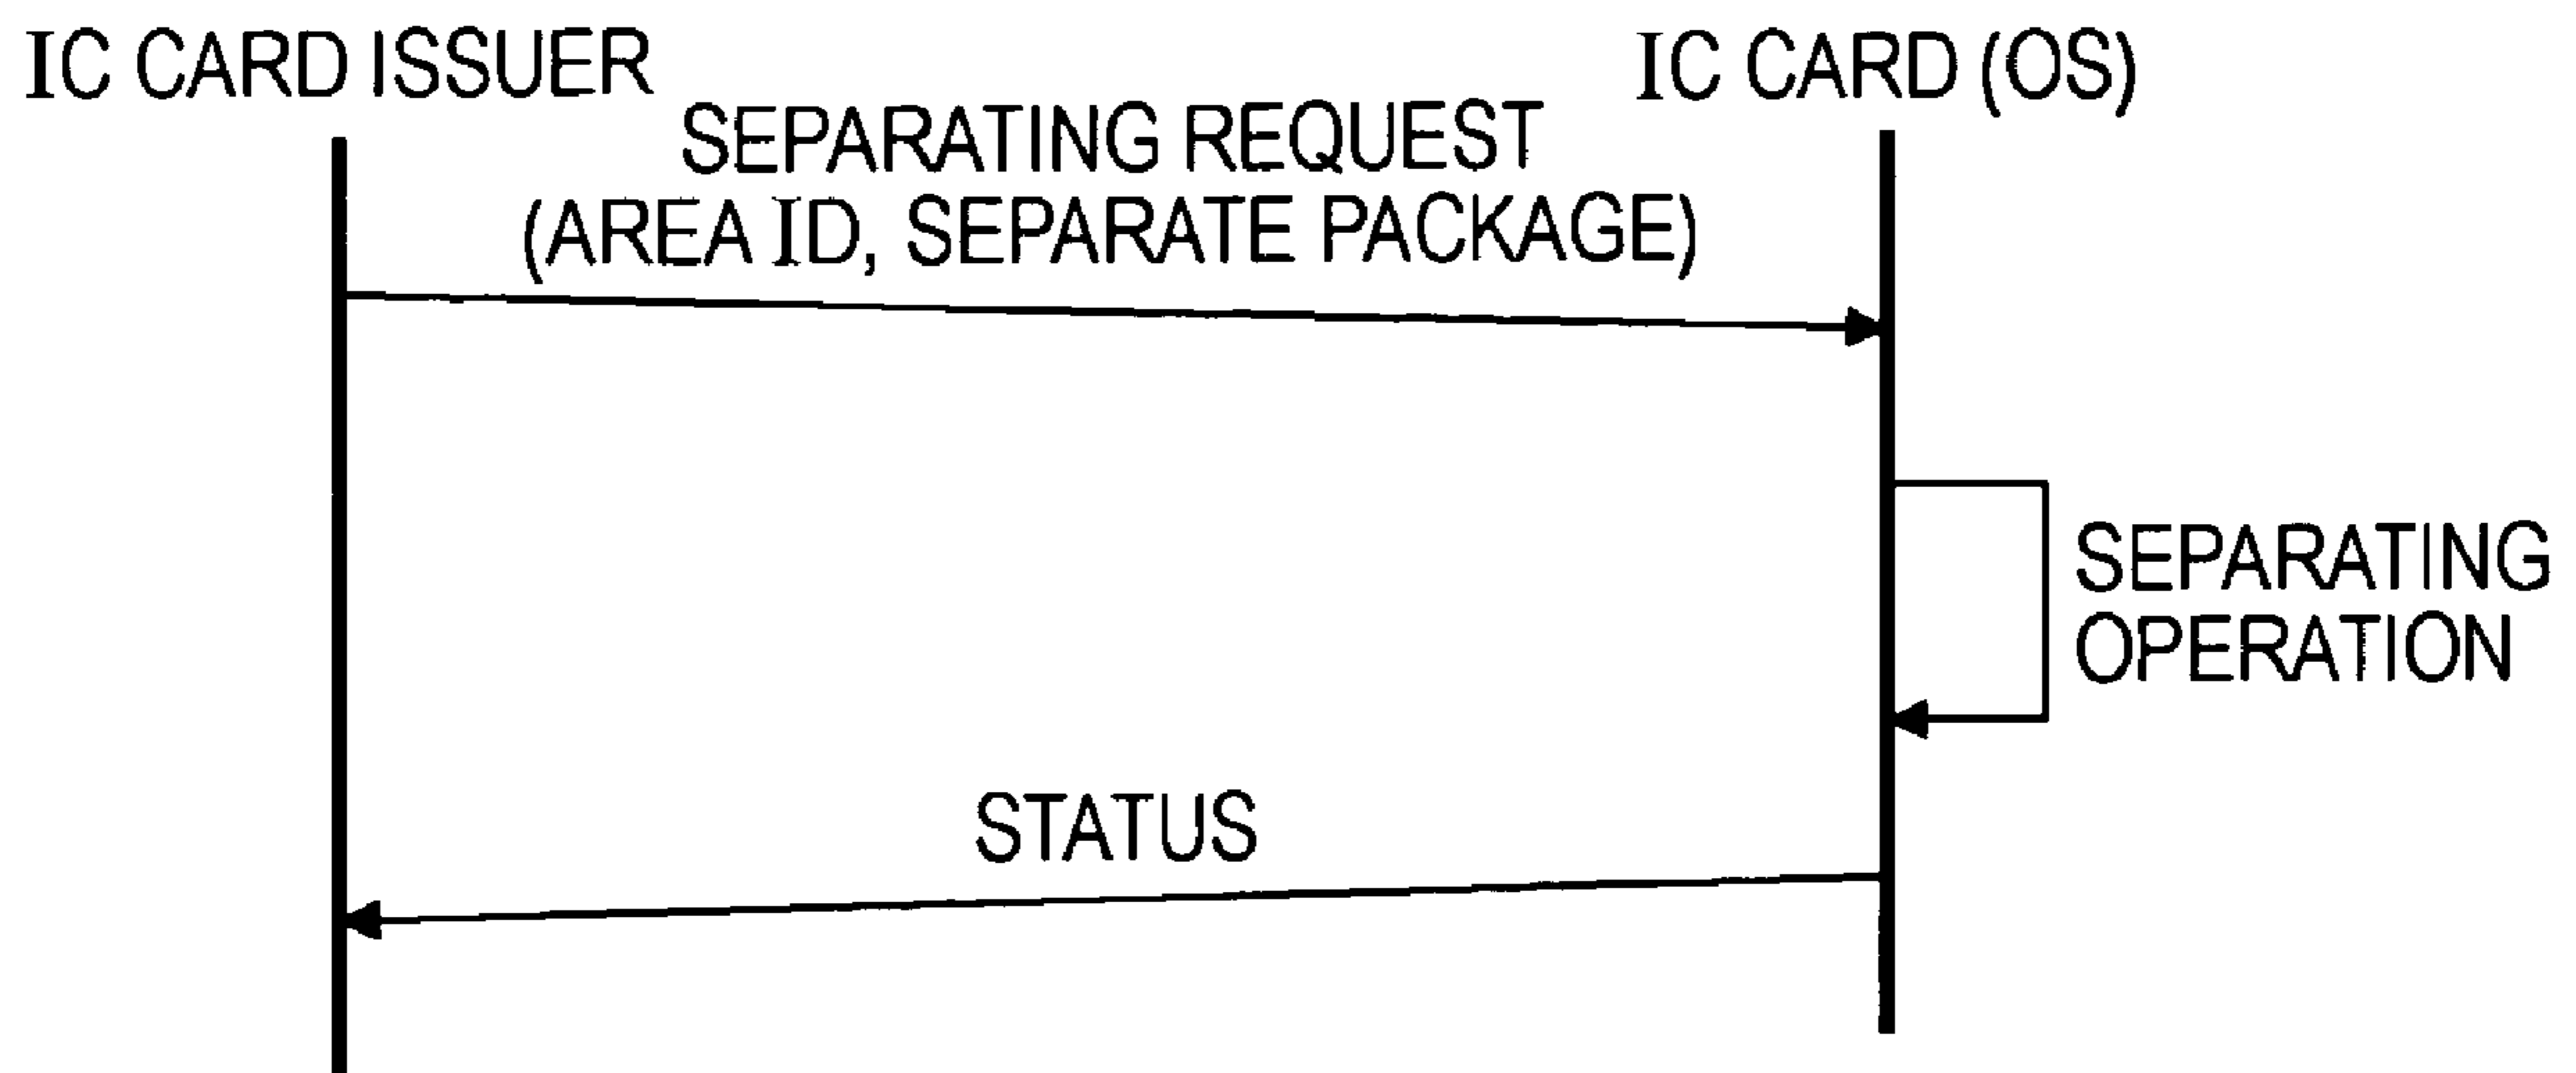 IC CARD ISSUER
IC CARD (OS)
SEPARATING REQUEST
(AREA ID, SEPARATE PACKAGE)
SEPARATING
OPERATION
STATUS